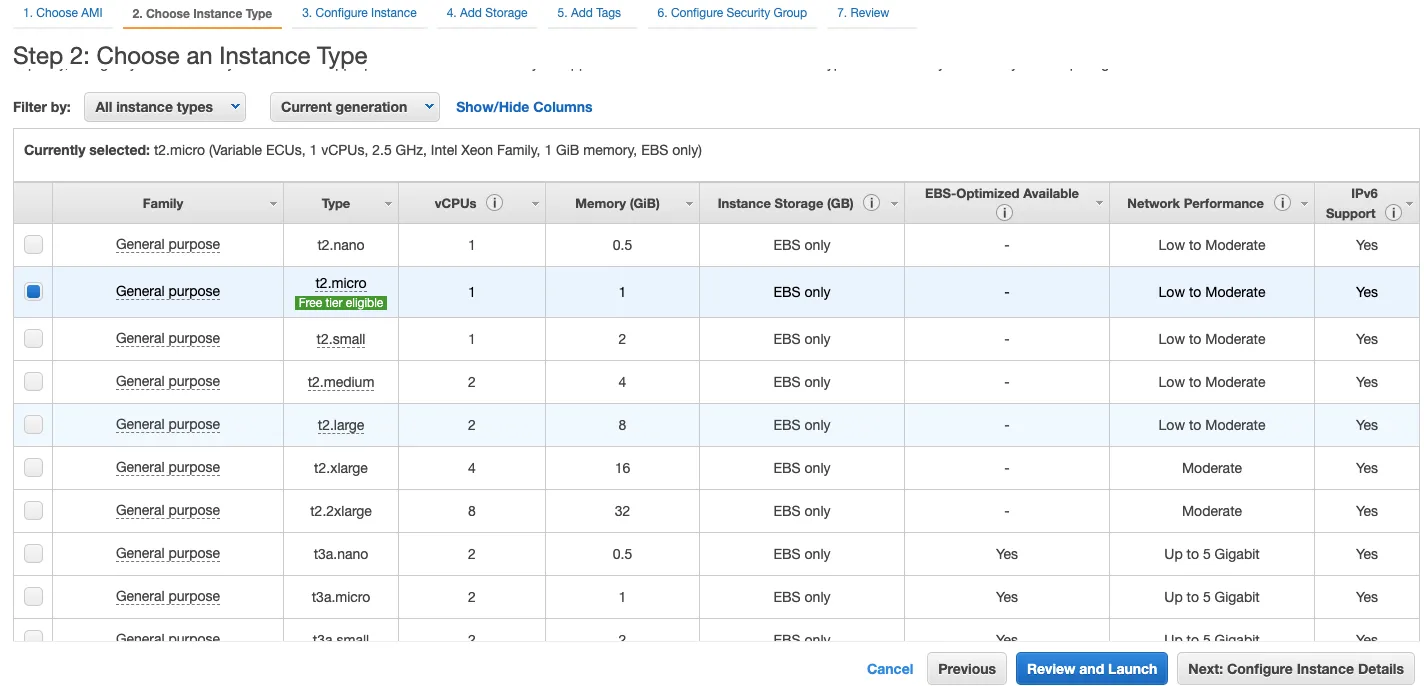 1. Choose AMI 2. Choose Instance Type 3. Configure Instance 4. Add Storage 5. Add Tags 6. Configure Security Group 7. Review
Step 2: Choose an Instance Type
Filter by: All instance types Current generation Show/Hide Columns
Currently selected: t2.micro (Variable ECUs, 1 vCPUs, 2.5 GHz, Intel Xeon Family, 1 GiB memory, EBS only)
Family Type vCPUs Memory (GiB) Instance Storage (GB) EBS-Optimized Available Network Performance IPv6 Support
General purpose t2.nano 1 0.5 EBS only - Low to Moderate Yes
General purpose t2.micro 1 1 EBS only - Low to Moderate Yes
Free tier eligible
General purpose t2.small 1 2 EBS only - Low to Moderate Yes
General purpose t2.medium 2 4 EBS only - Low to Moderate Yes
General purpose t2.large 2 8 EBS only - Low to Moderate Yes
General purpose t2.xlarge 4 16 EBS only - Moderate Yes
General purpose t2.2xlarge 8 32 EBS only - Moderate Yes
General purpose t3a.nano 2 0.5 EBS only Yes Up to 5 Gigabit Yes
General purpose t3a.micro 2 1 EBS only Yes Up to 5 Gigabit Yes
General purpose t3a.small 2 2 EBS only Yes Up to 5 Gigabit Yes
Cancel Previous Review and Launch Next: Configure Instance Details